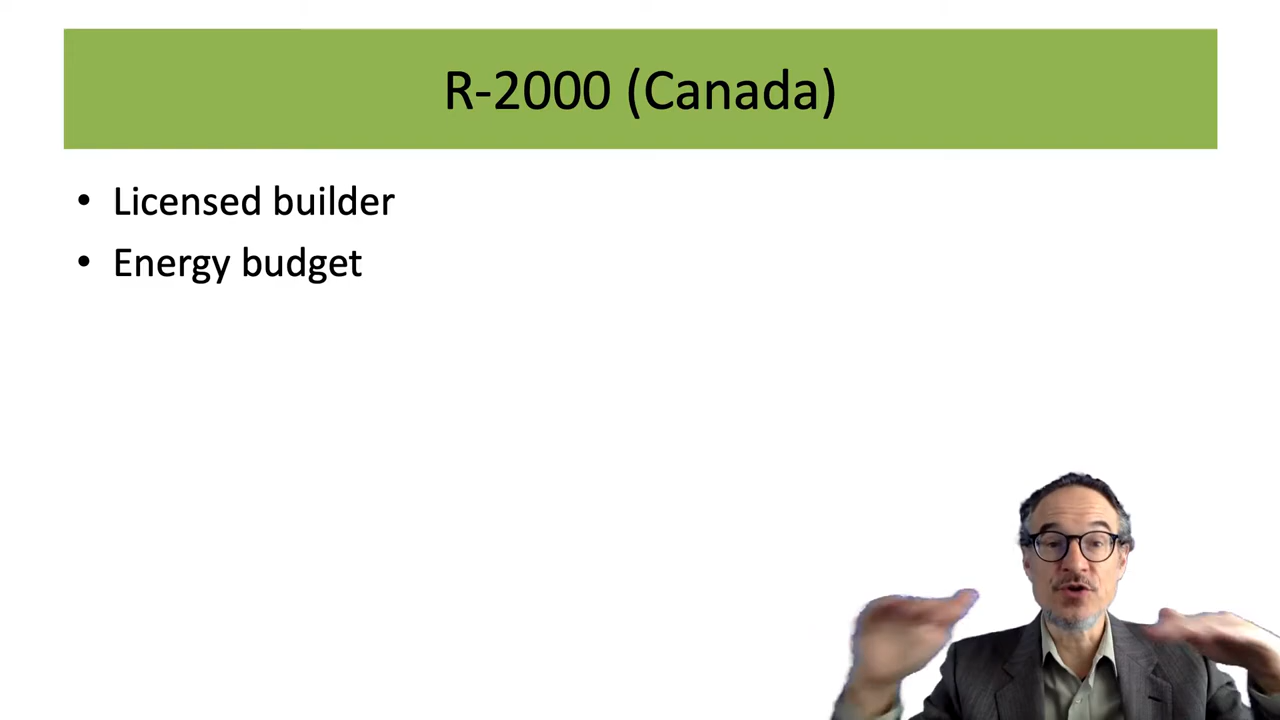 R-2000 (Canada)
• Licensed builder
• Energy budget